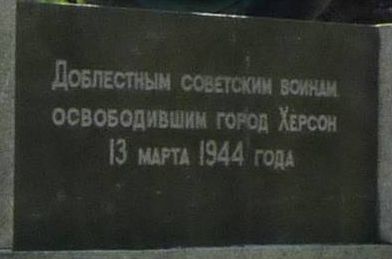 Доблестным советским воинам
освободившим город Херсон
13 марта 1944 года